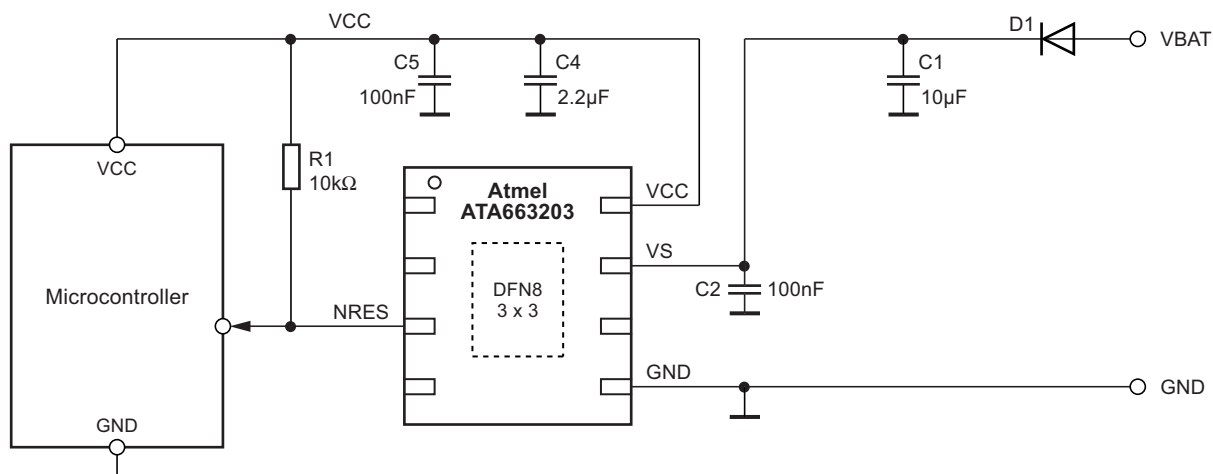 VCC
D1
VBAT
C5
100nF
C4
2.2µF
C1
10µF
VCC
R1
10kΩ
Atmel
ATA663203
VCC
VS
Microcontroller
NRES
DFN8
3 x 3
C2 100nF
GND
GND
GND